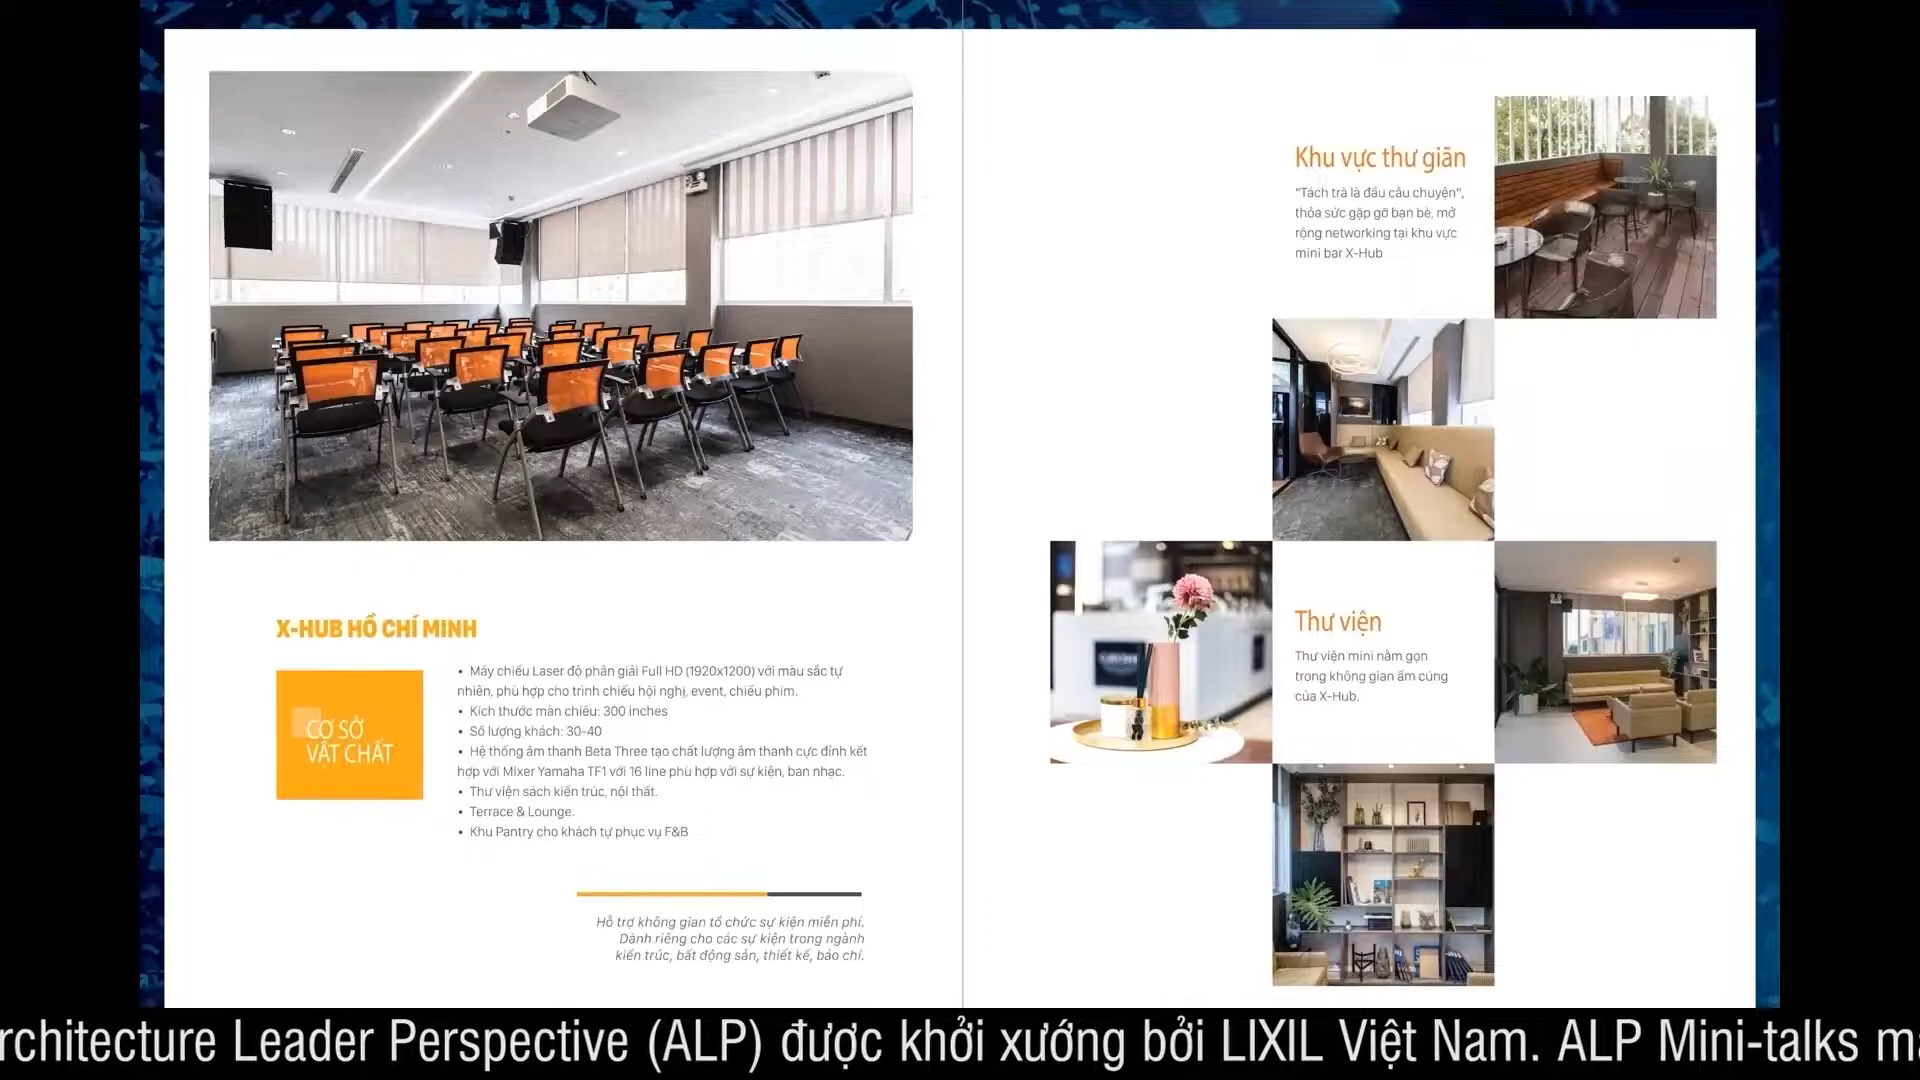 X-HUB HỒ CHÍ MINH
CƠ SỞ
VẬT CHẤT
• Máy chiếu Laser độ phân giải Full HD (1920x1200) với màu sắc tự
nhiên, phù hợp cho trình chiếu hội nghị, event, chiếu phim.
• Kích thước màn chiếu: 300 inches
• Số lượng khách: 30-40
• Hệ thống âm thanh Beta Three tạo chất lượng âm thanh cực đỉnh kết
hợp với Mixer Yamaha TF1 với 16 line phù hợp với sự kiện, ban nhạc.
• Thư viện sách kiến trúc, nội thất.
• Terrace & Lounge.
• Khu Pantry cho khách tự phục vụ F&B
Hỗ trợ không gian tổ chức sự kiện miễn phí.
Dành riêng cho các sự kiện trong ngành
kiến trúc, bất động sản, thiết kế, báo chí.
Khu vực thư giãn
"Tách trà là đầu câu chuyện",
thỏa sức gặp gỡ bạn bè, mở
rộng networking tại khu vực
mini bar X-Hub
Thư viện
Thư viện mini nằm gọn
trong không gian ấm cúng
của X-Hub.
rchitecture Leader Perspective (ALP) được khởi xướng bởi LIXIL Việt Nam. ALP Mini-talks m